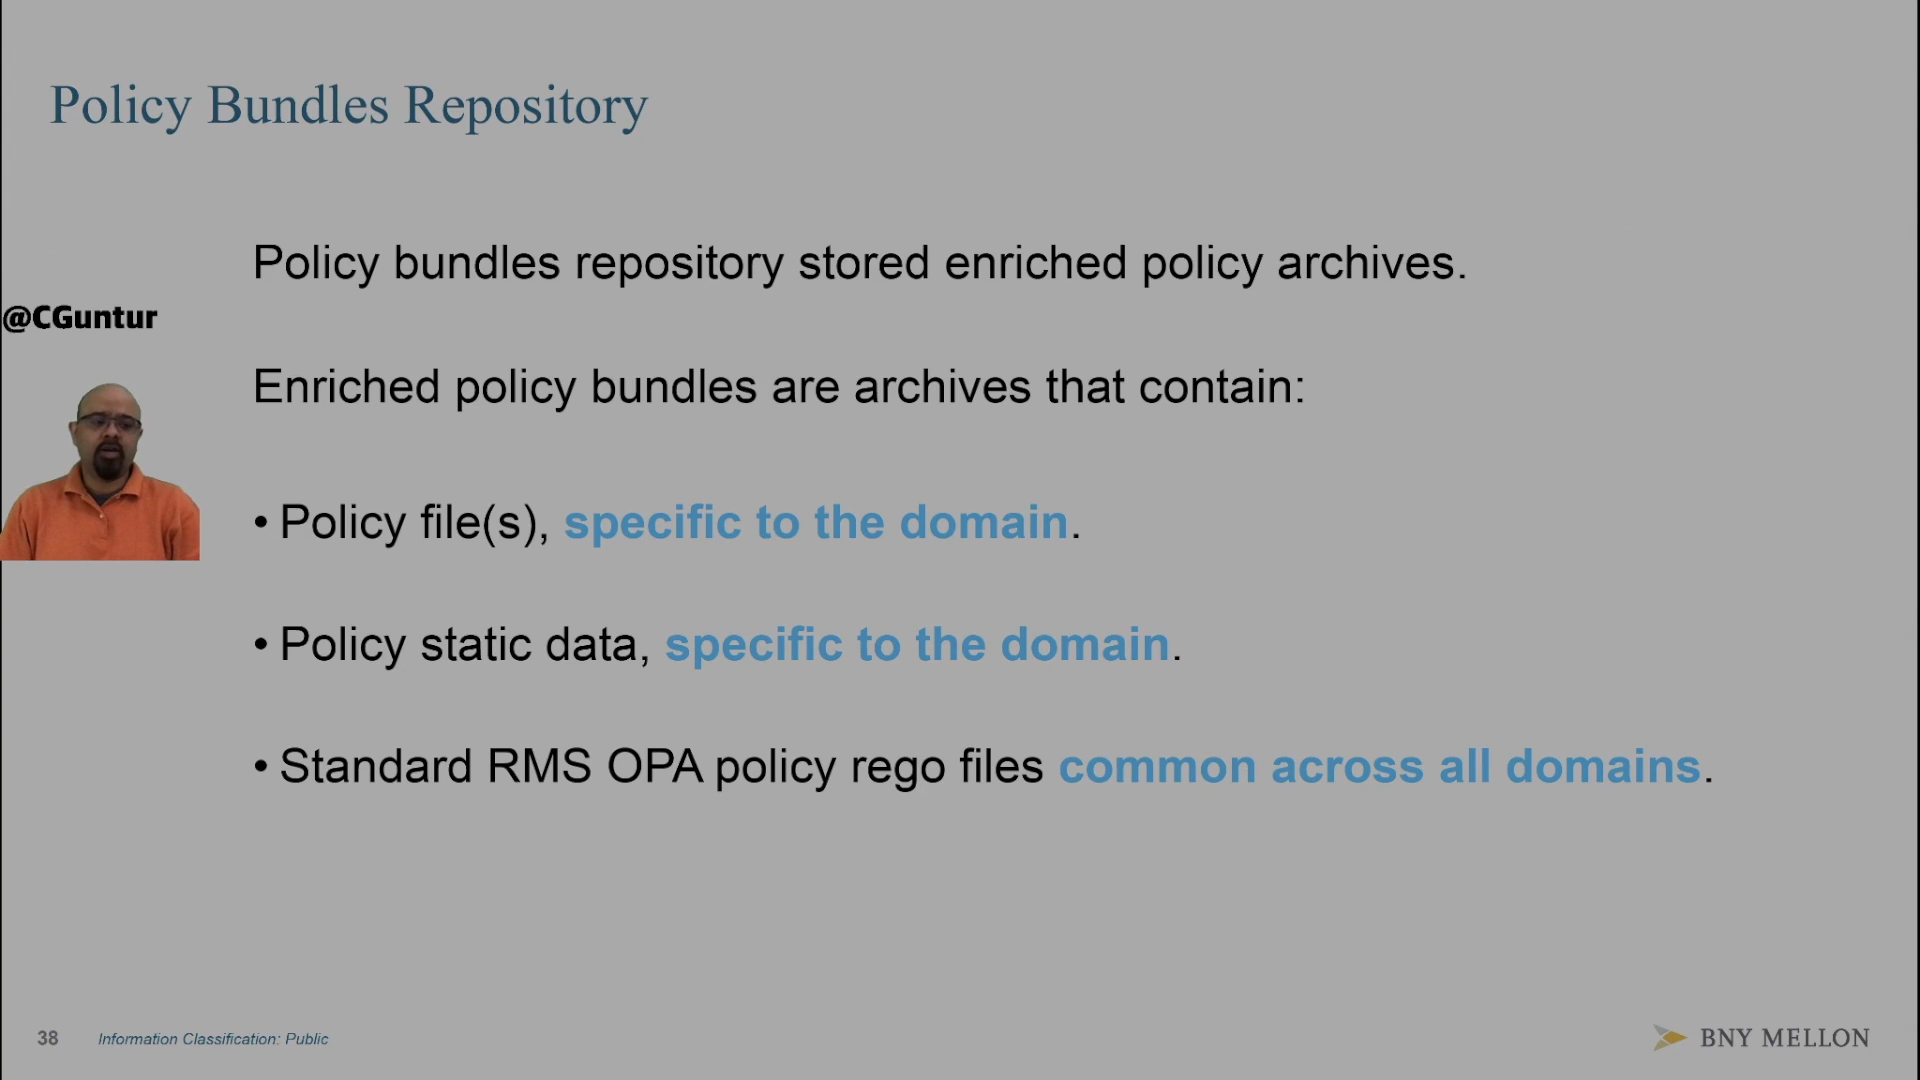 Policy Bundles Repository
Policy bundles repository stored enriched policy archives.
@CGuntur
Enriched policy bundles are archives that contain:
• Policy file(s), specific to the domain.
• Policy static data, specific to the domain.
• Standard RMS OPA policy rego files common across all domains.
38 Information Classification: Public
BNY MELLON